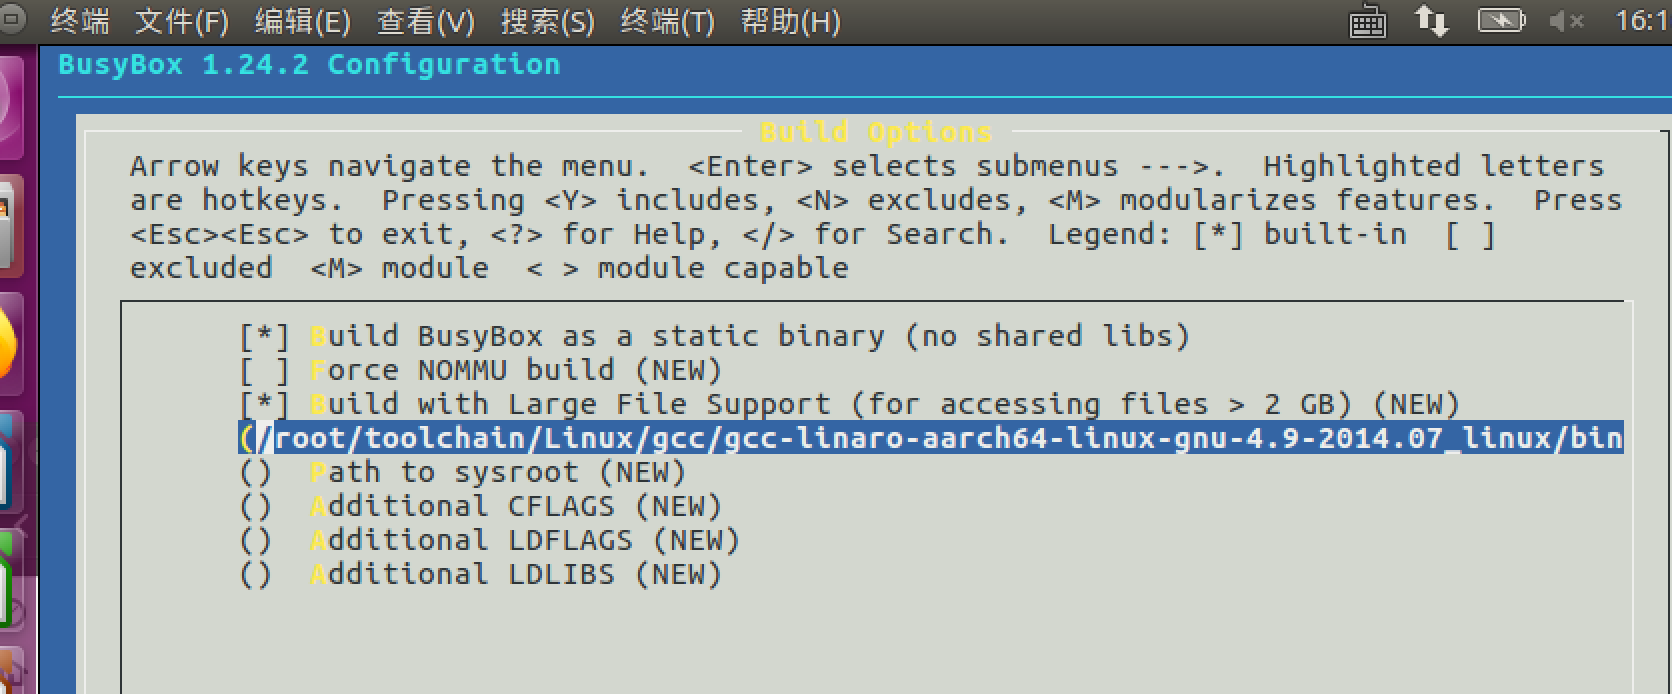 终端 文件(F) 编辑(E) 查看(V) 搜索(S) 终端(T) 帮助(H) 16:1
BusyBox 1.24.2 Configuration
Build Options
Arrow keys navigate the menu.  <Enter> selects submenus --->.  Highlighted letters
are hotkeys.  Pressing <Y> includes, <N> excludes, <M> modularizes features.  Press
<Esc><Esc> to exit, <?> for Help, </> for Search.  Legend: [*] built-in  [ ]
excluded  <M> module  < > module capable
[*] Build BusyBox as a static binary (no shared libs)
[ ] Force NOMMU build (NEW)
[*] Build with Large File Support (for accessing files > 2 GB) (NEW)
(/root/toolchain/Linux/gcc/gcc-linaro-aarch64-linux-gnu-4.9-2014.07_linux/bin
()  Path to sysroot (NEW)
()  Additional CFLAGS (NEW)
()  Additional LDFLAGS (NEW)
()  Additional LDLIBS (NEW)